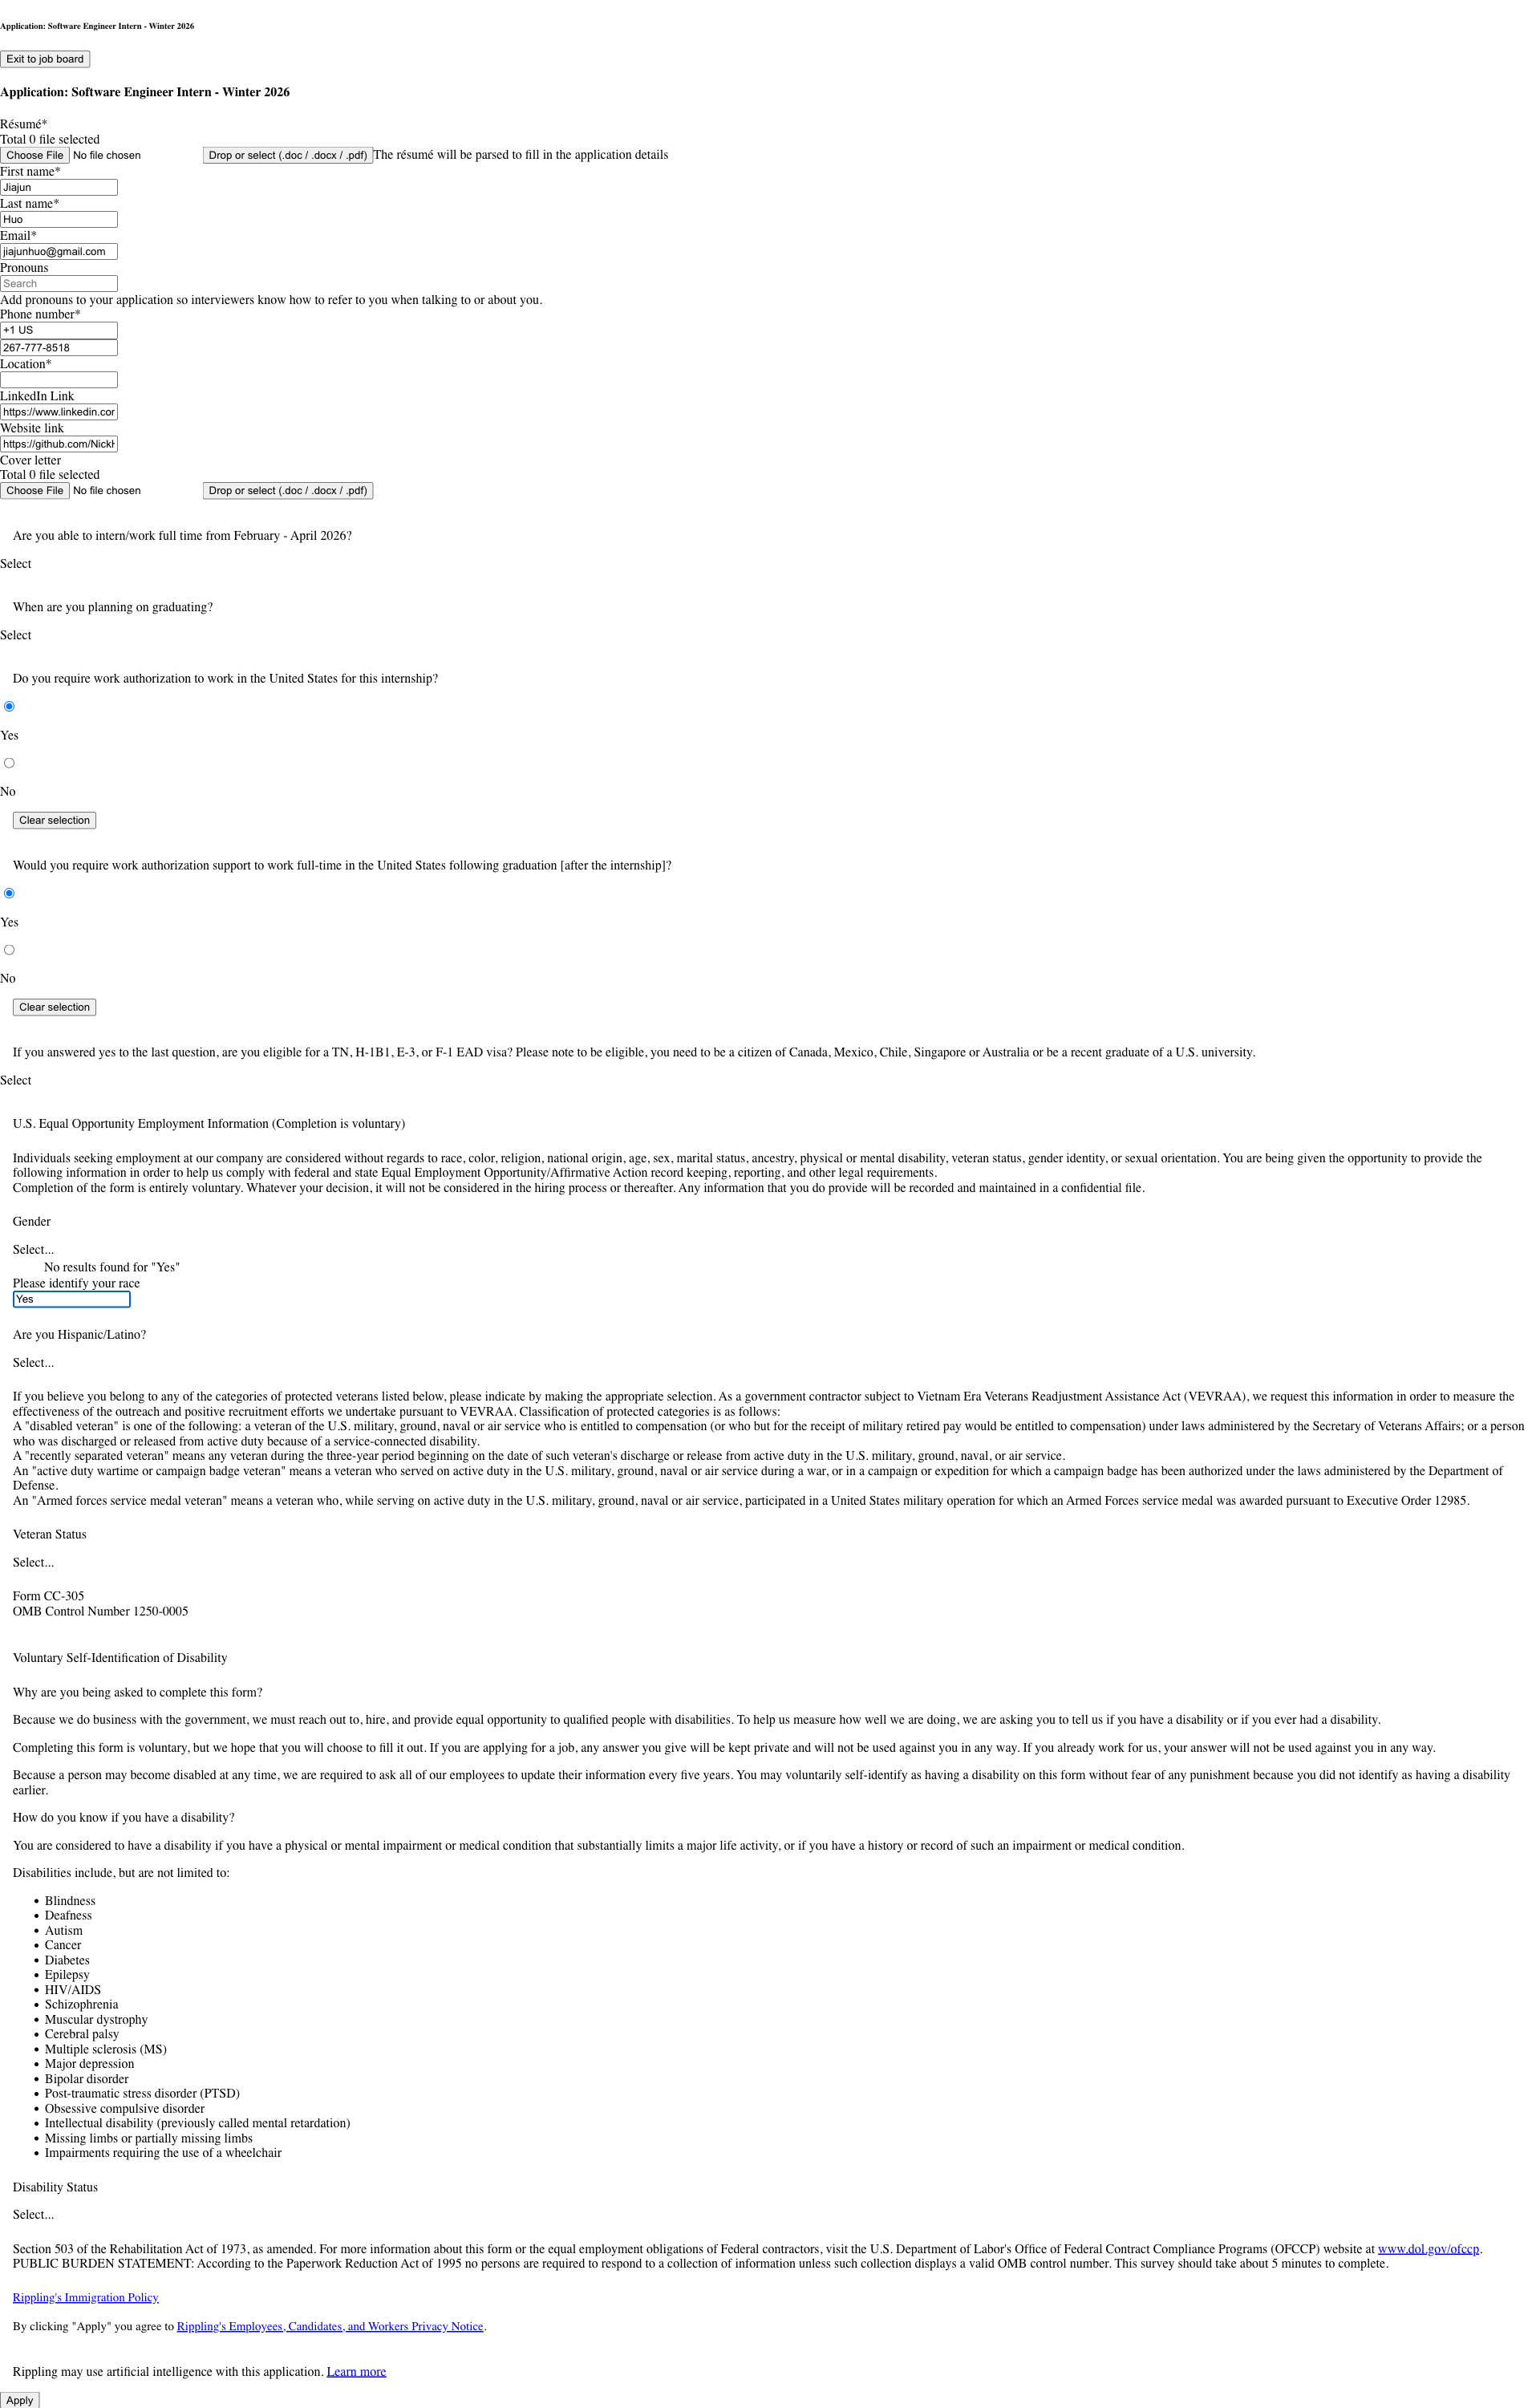 Application: Software Engineer Intern - Winter 2026
Exit to job board
Application: Software Engineer Intern - Winter 2026
Résumé*
Total 0 file selected
Choose File No file chosen Drop or select (.doc / .docx / .pdf) The résumé will be parsed to fill in the application details
First name*
Jiajun
Last name*
Huo
Email*
jiajunhuo@gmail.com
Pronouns
Search
Add pronouns to your application so interviewers know how to refer to you when talking to or about you.
Phone number*
+1 US
267-777-8518
Location*
LinkedIn Link
https://www.linkedin.cor
Website link
https://github.com/Nick
Cover letter
Total 0 file selected
Choose File No file chosen Drop or select (.doc / .docx / .pdf)
Are you able to intern/work full time from February - April 2026?
Select
When are you planning on graduating?
Select
Do you require work authorization to work in the United States for this internship?
Yes
No
Clear selection
Would you require work authorization support to work full-time in the United States following graduation [after the internship]?
Yes
No
Clear selection
If you answered yes to the last question, are you eligible for a TN, H-1B1, E-3, or F-1 EAD visa? Please note to be eligible, you need to be a citizen of Canada, Mexico, Chile, Singapore or Australia or be a recent graduate of a U.S. university.
Select
U.S. Equal Opportunity Employment Information (Completion is voluntary)
Individuals seeking employment at our company are considered without regards to race, color, religion, national origin, age, sex, marital status, ancestry, physical or mental disability, veteran status, gender identity, or sexual orientation. You are being given the opportunity to provide the
following information in order to help us comply with federal and state Equal Employment Opportunity/Affirmative Action record keeping, reporting, and other legal requirements.
Completion of the form is entirely voluntary. Whatever your decision, it will not be considered in the hiring process or thereafter. Any information that you do provide will be recorded and maintained in a confidential file.
Gender
Select...
No results found for "Yes"
Please identify your race
Yes
Are you Hispanic/Latino?
Select...
If you believe you belong to any of the categories of protected veterans listed below, please indicate by making the appropriate selection. As a government contractor subject to Vietnam Era Veterans Readjustment Assistance Act (VEVRAA), we request this information in order to measure the
effectiveness of the outreach and positive recruitment efforts we undertake pursuant to VEVRAA. Classification of protected categories is as follows:
A "disabled veteran" is one of the following: a veteran of the U.S. military, ground, naval or air service who is entitled to compensation (or who but for the receipt of military retired pay would be entitled to compensation) under laws administered by the Secretary of Veterans Affairs; or a person
who was discharged or released from active duty because of a service-connected disability.
A "recently separated veteran" means any veteran during the three-year period beginning on the date of such veteran's discharge or release from active duty in the U.S. military, ground, naval, or air service.
An "active duty wartime or campaign badge veteran" means a veteran who served on active duty in the U.S. military, ground, naval or air service during a war, or in a campaign or expedition for which a campaign badge has been authorized under the laws administered by the Department of
Defense.
An "Armed forces service medal veteran" means a veteran who, while serving on active duty in the U.S. military, ground, naval or air service, participated in a United States military operation for which an Armed Forces service medal was awarded pursuant to Executive Order 12985.
Veteran Status
Select...
Form CC-305
OMB Control Number 1250-0005
Voluntary Self-Identification of Disability
Why are you being asked to complete this form?
Because we do business with the government, we must reach out to, hire, and provide equal opportunity to qualified people with disabilities. To help us measure how well we are doing, we are asking you to tell us if you have a disability or if you ever had a disability.
Completing this form is voluntary, but we hope that you will choose to fill it out. If you are applying for a job, any answer you give will be kept private and will not be used against you in any way. If you already work for us, your answer will not be used against you in any way.
Because a person may become disabled at any time, we are required to ask all of our employees to update their information every five years. You may voluntarily self-identify as having a disability on this form without fear of any punishment because you did not identify as having a disability
earlier.
How do you know if you have a disability?
You are considered to have a disability if you have a physical or mental impairment or medical condition that substantially limits a major life activity, or if you have a history or record of such an impairment or medical condition.
Disabilities include, but are not limited to:
• Blindness
• Deafness
• Autism
• Cancer
• Diabetes
• Epilepsy
• HIV/AIDS
• Schizophrenia
• Muscular dystrophy
• Cerebral palsy
• Multiple sclerosis (MS)
• Major depression
• Bipolar disorder
• Post-traumatic stress disorder (PTSD)
• Obsessive compulsive disorder
• Intellectual disability (previously called mental retardation)
• Missing limbs or partially missing limbs
• Impairments requiring the use of a wheelchair
Disability Status
Select...
Section 503 of the Rehabilitation Act of 1973, as amended. For more information about this form or the equal employment obligations of Federal contractors, visit the U.S. Department of Labor's Office of Federal Contract Compliance Programs (OFCCP) website at www.dol.gov/ofccp.
PUBLIC BURDEN STATEMENT: According to the Paperwork Reduction Act of 1995 no persons are required to respond to a collection of information unless such collection displays a valid OMB control number. This survey should take about 5 minutes to complete.
Rippling's Immigration Policy
By clicking "Apply" you agree to Rippling's Employees, Candidates, and Workers Privacy Notice.
Rippling may use artificial intelligence with this application. Learn more
Apply